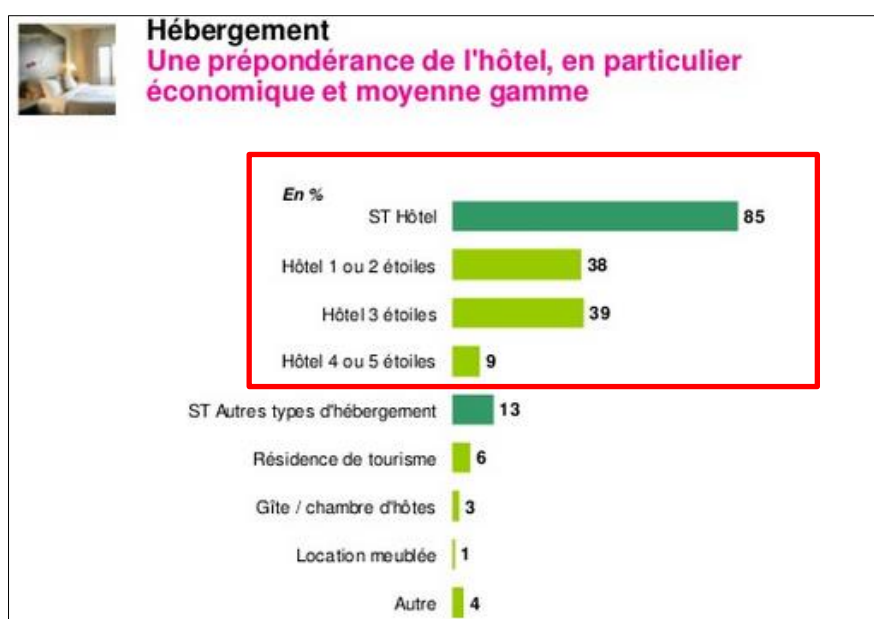 Hébergement
Une prépondérance de l'hôtel, en particulier
économique et moyenne gamme
En %
ST Hôtel 85
Hôtel 1 ou 2 étoiles 38
Hôtel 3 étoiles 39
Hôtel 4 ou 5 étoiles 9
ST Autres types d'hébergement 13
Résidence de tourisme 6
Gîte / chambre d'hôtes 3
Location meublée 1
Autre 4